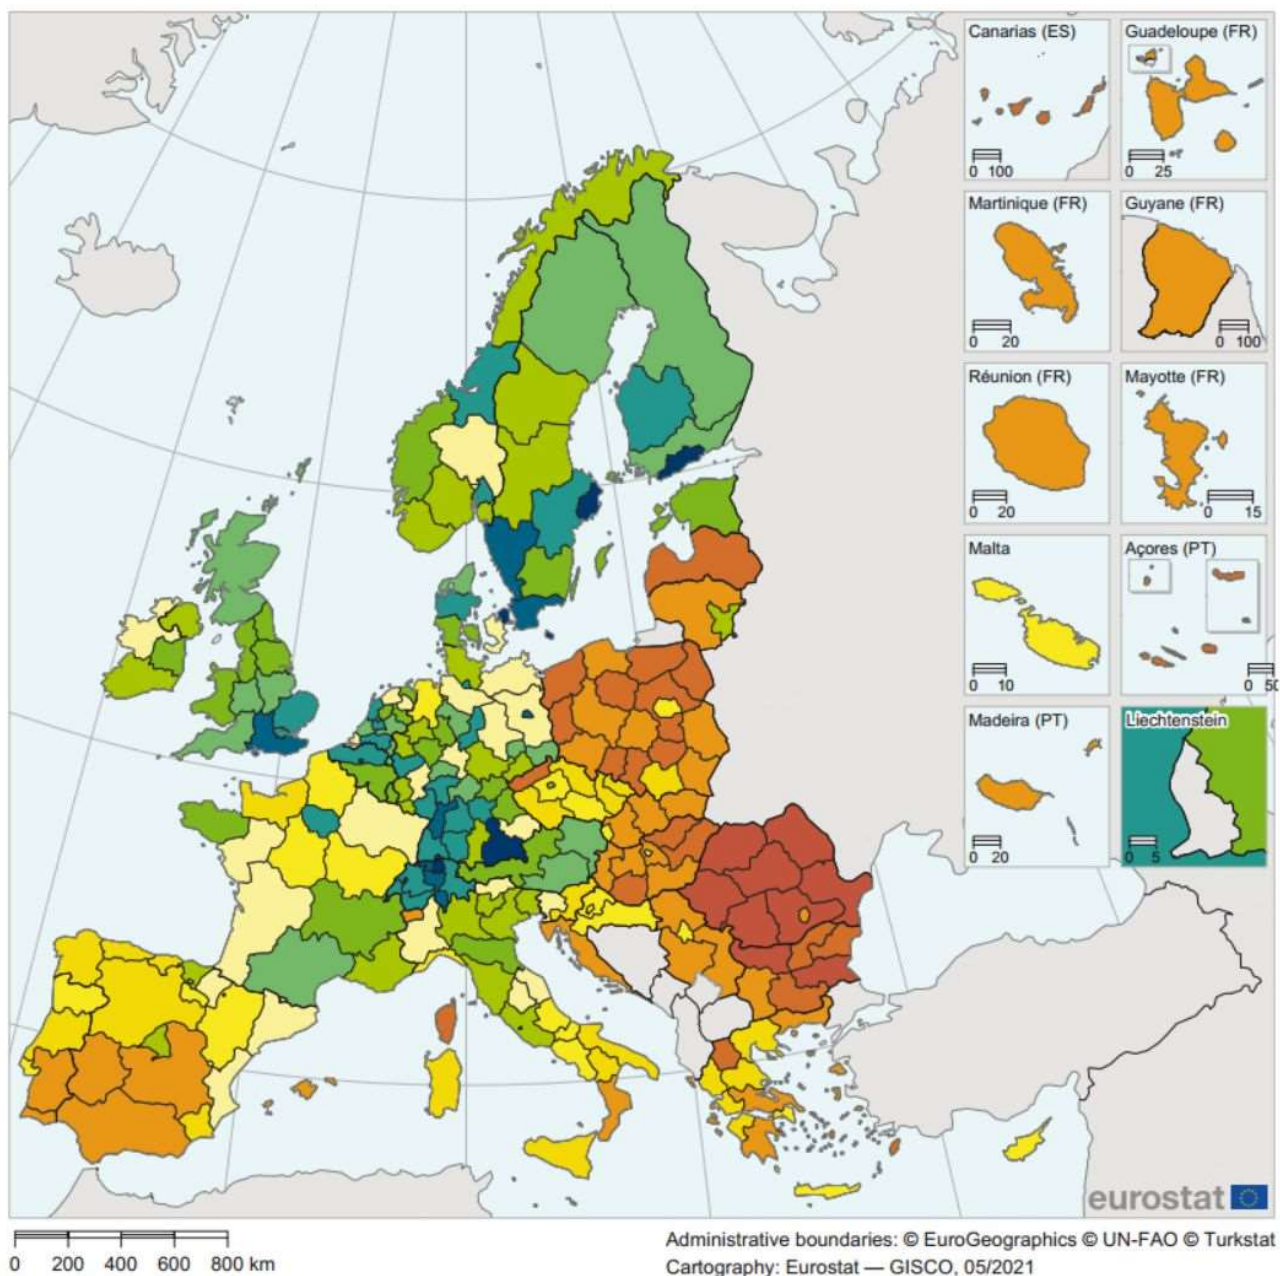 Canarias (ES)
0 100
Guadeloupe (FR)
0 25
Martinique (FR)
0 20
Guyane (FR)
0 100
Réunion (FR)
0 20
Mayotte (FR)
0 15
Malta
0 10
Açores (PT)
0 50
Madeira (PT)
0 20
Liechtenstein
0 5
eurostat
0 200 400 600 800 km
Administrative boundaries: © EuroGeographics © UN-FAO © Turkstat
Cartography: Eurostat — GISCO, 05/2021